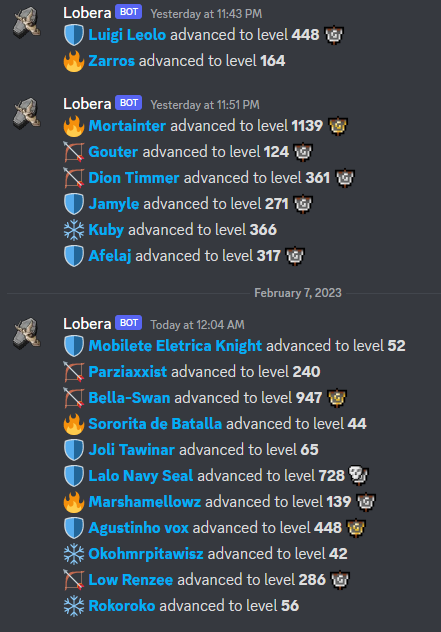 Lobera BOT Yesterday at 11:43 PM
Luigi Leolo advanced to level 448
Zarros advanced to level 164
Lobera BOT Yesterday at 11:51 PM
Mortainter advanced to level 1139
Gouter advanced to level 124
Dion Timmer advanced to level 361
Jamyle advanced to level 271
Kuby advanced to level 366
Afelaj advanced to level 317
February 7, 2023
Lobera BOT Today at 12:04 AM
Mobilete Eletrica Knight advanced to level 52
Parziaxxist advanced to level 240
Bella-Swan advanced to level 947
Sororita de Batalla advanced to level 44
Joli Tawinar advanced to level 65
Lalo Navy Seal advanced to level 728
Marshamellowz advanced to level 139
Agustinho vox advanced to level 448
Okohmrpitawisz advanced to level 42
Low Renzee advanced to level 286
Rokoroko advanced to level 56